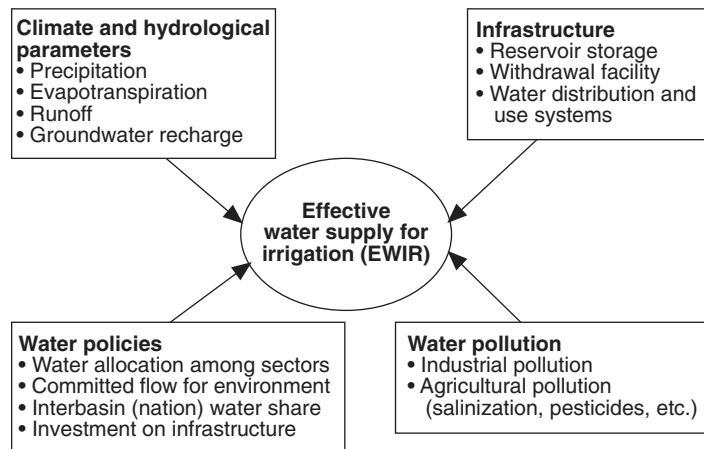 Climate and hydrological
parameters
• Precipitation
• Evapotranspiration
• Runoff
• Groundwater recharge
Infrastructure
• Reservoir storage
• Withdrawal facility
• Water distribution and
use systems
Effective
water supply for
irrigation (EWIR)
Water policies
• Water allocation among sectors
• Committed flow for environment
• Interbasin (nation) water share
• Investment on infrastructure
Water pollution
• Industrial pollution
• Agricultural pollution
(salinization, pesticides, etc.)